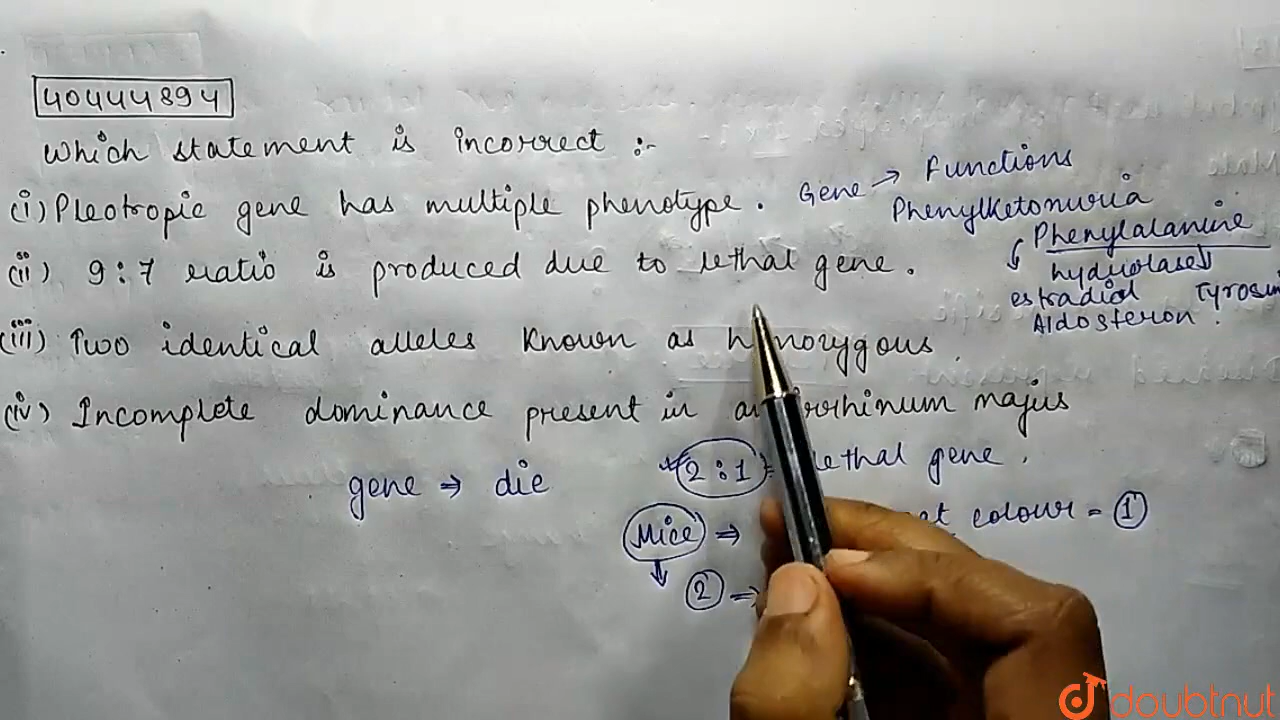 40444894
Which statement is incorrect :-
(i) Pleotropic gene has multiple phenotype.
Gene → Functions
Phenylketonuria
Phenylalanine
hydrolases
estradiol Tyrosin
Aldosteron.
(ii) 9:7 ratio is produced due to lethal gene.
(iii) Two identical alleles known as homozygous.
(iv) Incomplete dominance present in majus
gene ⇒ die
2:1 = lethal gene.
Mice ⇒ colour = 1
2 ⇒
doubtnut